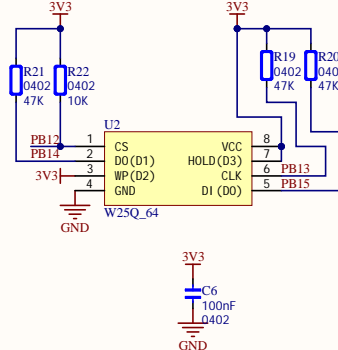 3V3
3V3
R21
0402
47K
R22
0402
10K
R19
0402
47K
R20
0402
47K
U2
PB12
1
CS
VCC
8
PB14
2
DO(D1)
HOLD(D3)
7
3V3
3
WP(D2)
CLK
6
PB13
4
GND
DI(DO)
5
PB15
GND
W25Q_64
3V3
C6
100nF
0402
GND